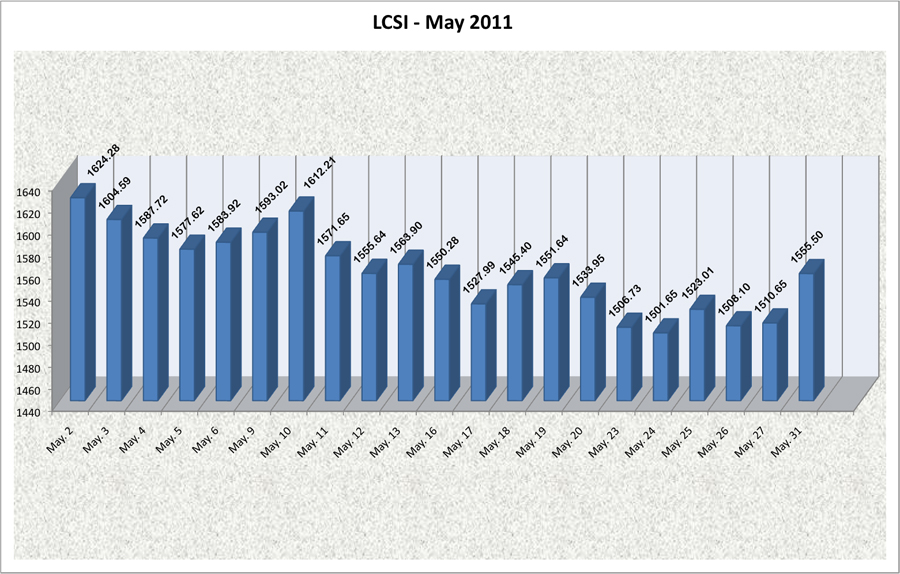 LCSI - May 2011
1624.28
1604.59
1587.72
1577.62
1583.92
1593.02
1612.21
1571.65
1555.64
1563.90
1550.28
1527.99
1545.40
1551.64
1533.95
1506.73
1501.65
1523.01
1508.10
1510.65
1555.50
1640
1620
1600
1580
1560
1540
1520
1500
1480
1460
1440
May. 2
May. 3
May. 4
May. 5
May. 6
May. 9
May. 10
May. 11
May. 12
May. 13
May. 16
May. 17
May. 18
May. 19
May. 20
May. 23
May. 24
May. 25
May. 26
May. 27
May. 31